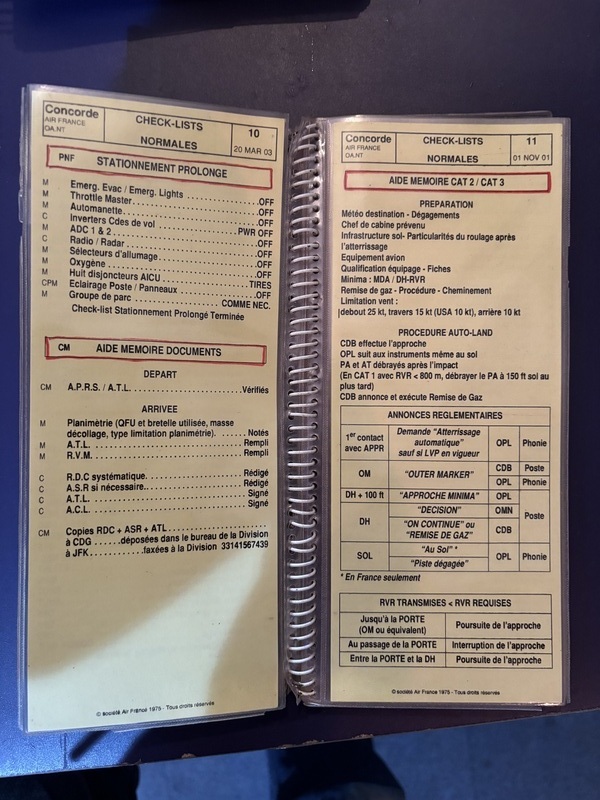 Concorde
AIR FRANCE
OA.NT
CHECK-LISTS
NORMALES
10
20 MAR 03
PNF STATIONNEMENT PROLONGE
M Emerg. Evac / Emerg. Lights ....................OFF
M Throttle Master....................OFF
M Automanette....................OFF
C Inverters Cdes de vol ....................PWR OFF
M ADC 1 & 2 ....................OFF
C Radio / Radar ....................OFF
M Sélecteurs d'allumage ....................OFF
M Oxygène ....................OFF
M Huit disjoncteurs AICU ....................TIRES
CPM Eclairage Poste / Panneaux ....................OFF
M Groupe de parc ....................COMME NEC.
Check-list Stationnement Prolongé Terminée
CM AIDE MEMOIRE DOCUMENTS
DEPART
CM A.P.R.S. / A.T.L. ....................Vérifiés
ARRIVEE
M Planimètrie (QFU et bretelle utilisée, masse
décollage, type limitation planimétrie). .......Notés
M A.T.L. ....................Rempli
M R.V.M. ....................Rempli
C R.D.C systématique. ....................Rédigé
C A.S.R si nécessaire. ....................Rédigé
C A.T.L. ....................Signé
C A.C.L. ....................Signé
CM Copies RDC + ASR + ATL ....................
à CDG ......déposées dans le bureau de la Division
à JFK ............faxées à la Division 33141567439
© société Air France 1975 - Tous droits réservés
Concorde
AIR FRANCE
OA.NT
CHECK-LISTS
NORMALES
11
01 NOV 01
AIDE MEMOIRE CAT 2 / CAT 3
PREPARATION
Météo destination - Dégagements
Chef de cabine prévenu
Infrastructure sol- Particularités du roulage après
l'atterrissage
Equipement avion
Qualification équipage - Fiches
Minima : MDA / DH-RVR
Remise de gaz - Procédure - Cheminement
Limitation vent :
debout 25 kt, travers 15 kt (USA 10 kt), arrière 10 kt
PROCEDURE AUTO-LAND
CDB effectue l'approche
OPL suit aux instruments même au sol
PA et AT débrayés après l'impact
(En CAT 1 avec RVR < 800 m, débrayer le PA à 150 ft sol au
plus tard)
CDB annonce et exécute Remise de Gaz
ANNONCES REGLEMENTAIRES
1er contact
avec APPR
Demande "Atterrissage
automatique"
sauf si LVP en vigueur
OPL
Phonie
OM
"OUTER MARKER"
CDB
Poste
OPL
Phonie
DH + 100 ft
"APPROCHE MINIMA"
OPL
Poste
DH
"DECISION"
OMN
"ON CONTINUE" ou
"REMISE DE GAZ"
CDB
SOL
"Au Sol" *
"Piste dégagée"
OPL
Phonie
* En France seulement
RVR TRANSMISES < RVR REQUISES
Jusqu'à la PORTE
(OM ou équivalent)
Poursuite de l'approche
Au passage de la PORTE
Interruption de l'approche
Entre la PORTE et la DH
Poursuite de l'approche
© société Air France 1975 - Tous droits réservés